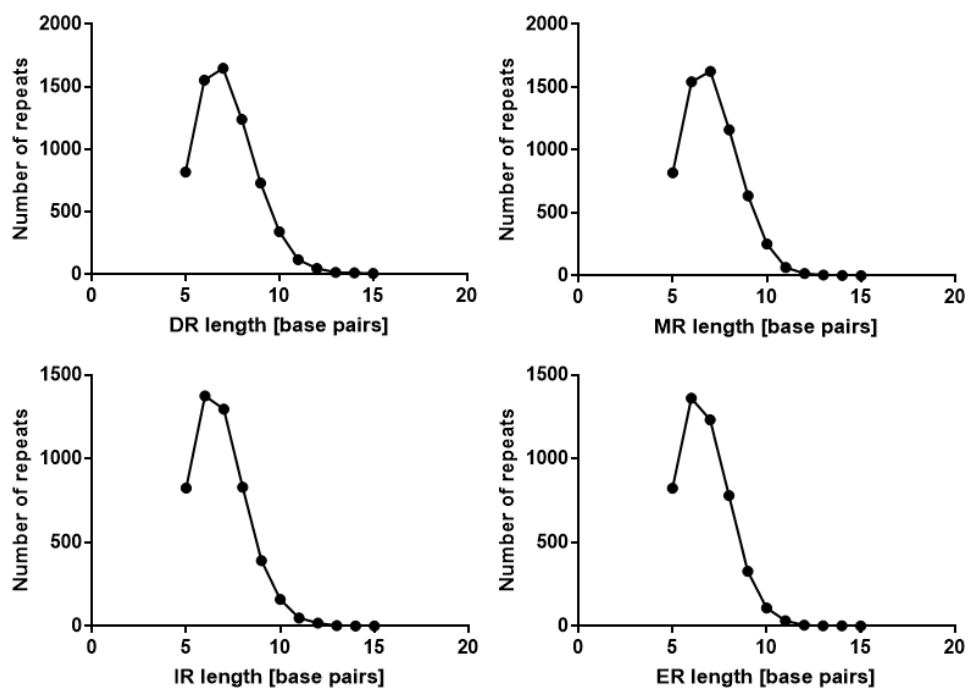 2000
1500
1000
500
0
Number of repeats
0 5 10 15 20
DR length [base pairs]
2000
1500
1000
500
0
Number of repeats
0 5 10 15 20
MR length [base pairs]
1500
1000
500
0
Number of repeats
0 5 10 15 20
IR length [base pairs]
1500
1000
500
0
Number of repeats
0 5 10 15 20
ER length [base pairs]